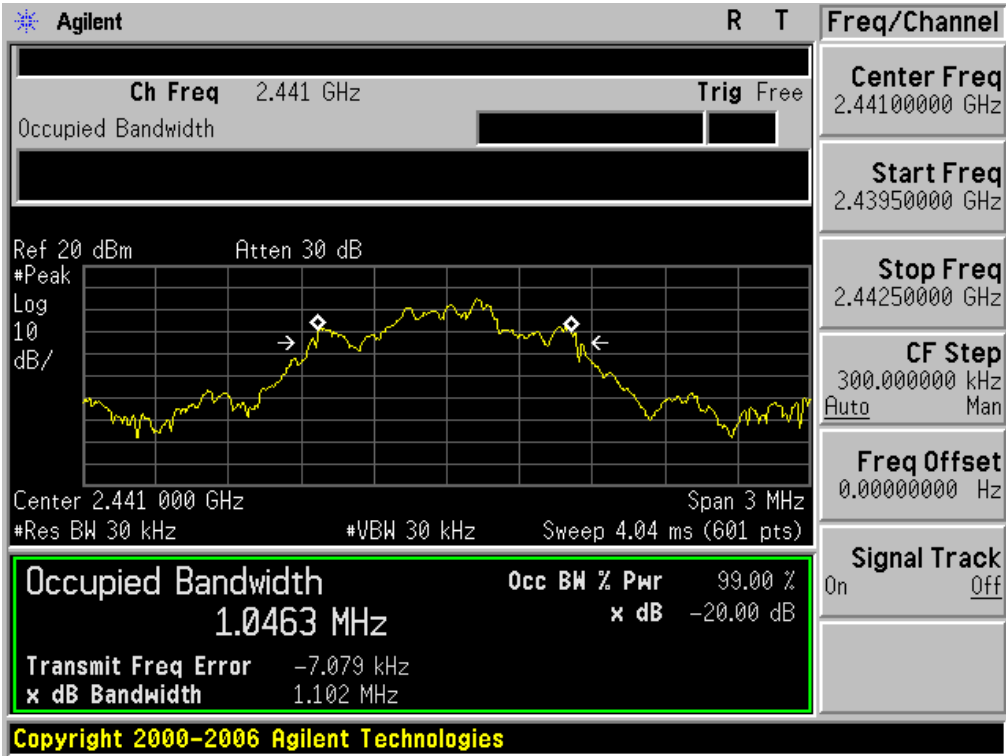 Agilent R T
Ch Freq 2.441 GHz Trig Free
Occupied Bandwidth
Ref 20 dBm Atten 30 dB
#Peak
Log
10
dB/
Center 2.441 000 GHz Span 3 MHz
#Res BW 30 kHz #VBW 30 kHz Sweep 4.04 ms (601 pts)
Occupied Bandwidth
1.0463 MHz
Occ BW % Pwr 99.00 %
x dB -20.00 dB
Transmit Freq Error -7.079 kHz
x dB Bandwidth 1.102 MHz
Freq/Channel
Center Freq
2.44100000 GHz
Start Freq
2.43950000 GHz
Stop Freq
2.44250000 GHz
CF Step
300.000000 kHz
Auto Man
Freq Offset
0.00000000 Hz
Signal Track
On Off
Copyright 2000-2006 Agilent Technologies